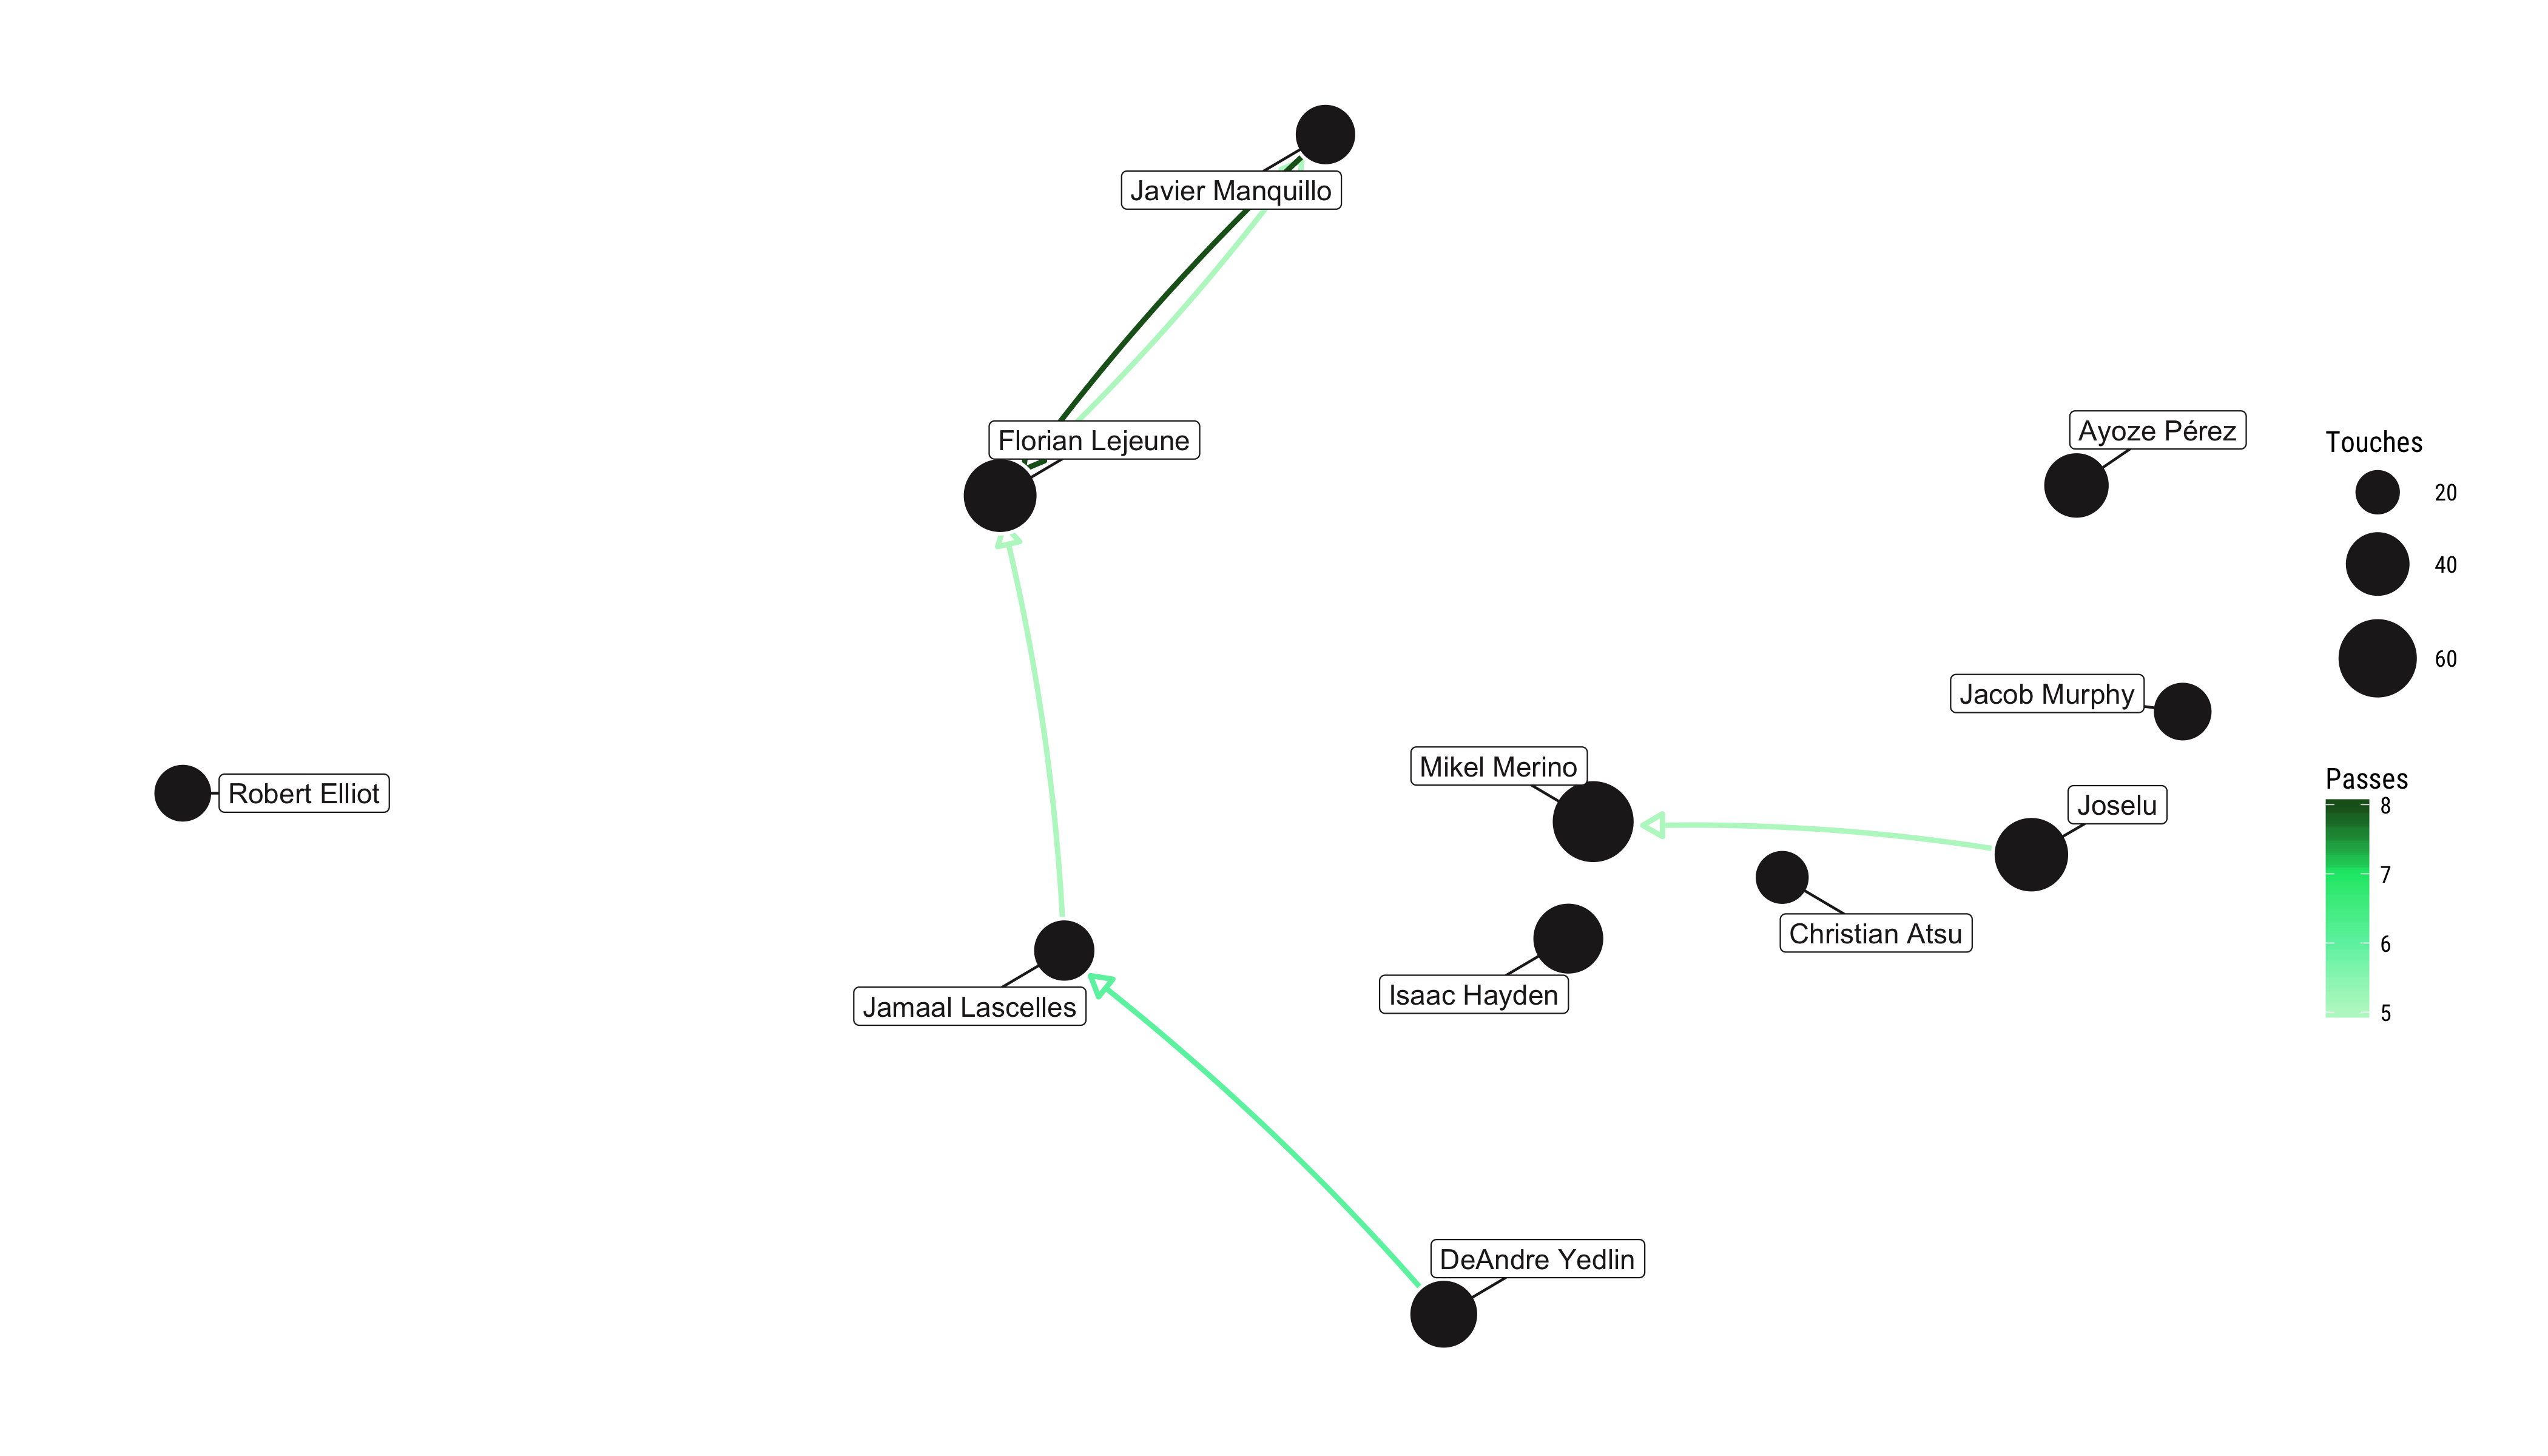 Javier Manquillo
Florian Lejeune
Ayoze Pérez
Jacob Murphy
Mikel Merino
Robert Elliot
Joselu
Christian Atsu
Isaac Hayden
Jamaal Lascelles
DeAndre Yedlin
Touches
20
40
60
Passes
8
7
6
5